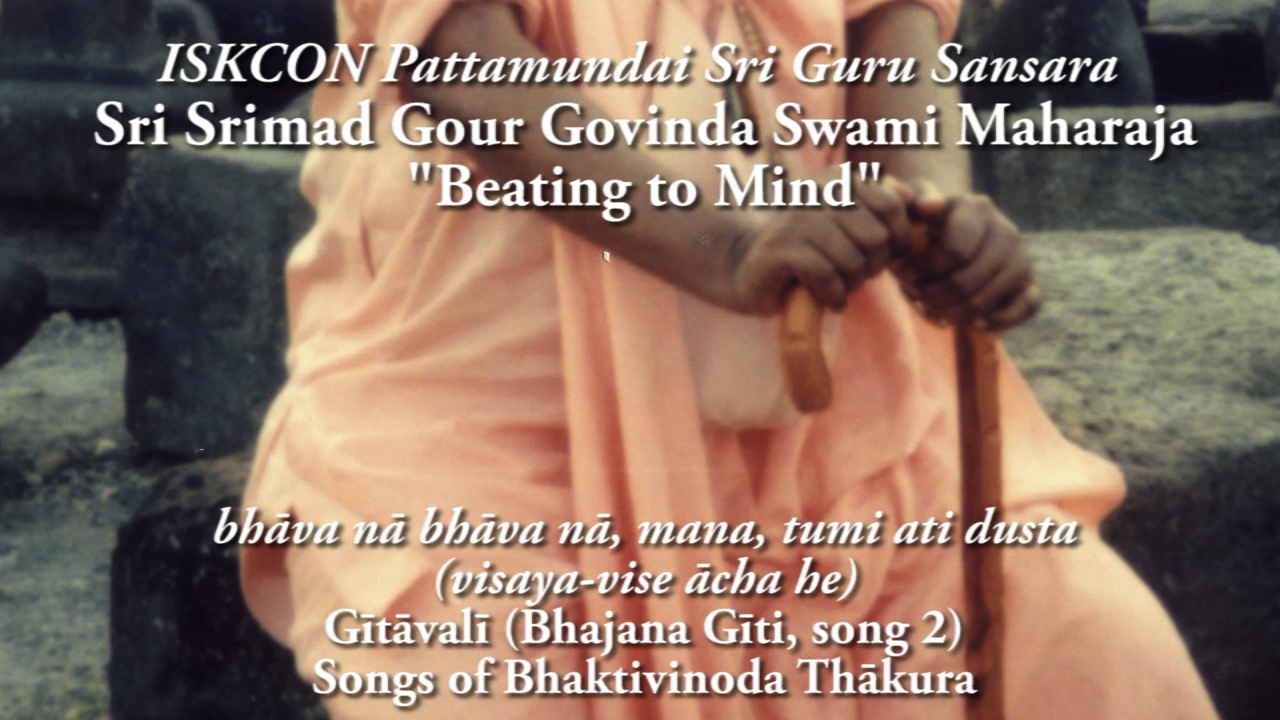 ISKCON Pattamundai Sri Guru Sansara
Sri Srimad Gour Govinda Swami Maharaja
"Beating to Mind"
bhāva nā bhāva nā, mana, tumi ati dusta
(visaya-vise ācha he)
Gītāvalī (Bhajana Gīti, song 2)
Songs of Bhaktivinoda Thākura